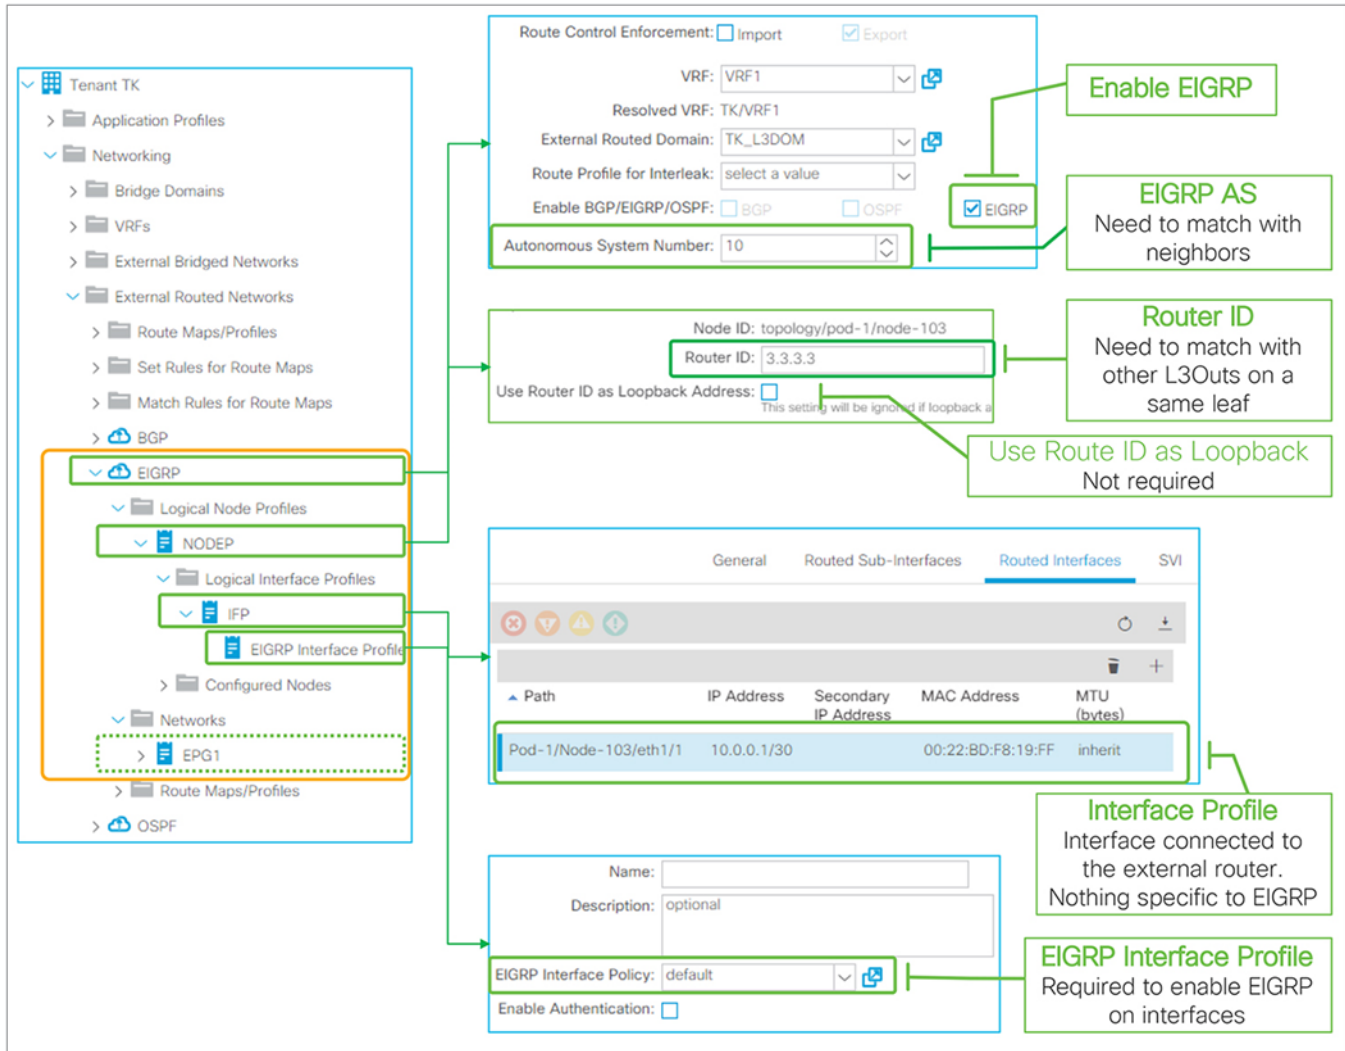 Tenant TK
Application Profiles
Networking
Bridge Domains
VRFs
External Bridged Networks
External Routed Networks
Route Maps/Profiles
Set Rules for Route Maps
Match Rules for Route Maps
BGP
EIGRP
Logical Node Profiles
NODEP
Logical Interface Profiles
IFP
EIGRP Interface Profile
Configured Nodes
Networks
EPG1
Route Maps/Profiles
OSPF
Route Control Enforcement: Import Export
VRF: VRF1
Resolved VRF: TK/VRF1
External Routed Domain: TK_L3DOM
Route Profile for Interleak: select a value
Enable BGP/EIGRP/OSPF: BGP OSPF EIGRP
Autonomous System Number: 10
Enable EIGRP
EIGRP AS
Need to match with
neighbors
Node ID: topology/pod-1/node-103
Router ID: 3.3.3.3
Use Router ID as Loopback Address:
This setting will be ignored if loopback a
Router ID
Need to match with
other L3Outs on a
same leaf
Use Route ID as Loopback
Not required
General Routed Sub-Interfaces Routed Interfaces SVI
Path IP Address Secondary IP Address MAC Address MTU (bytes)
Pod-1/Node-103/eth1/1 10.0.0.1/30 00:22:BD:F8:19:FF inherit
Interface Profile
Interface connected to
the external router.
Nothing specific to EIGRP
Name:
Description: optional
EIGRP Interface Policy: default
Enable Authentication:
EIGRP Interface Profile
Required to enable EIGRP
on interfaces